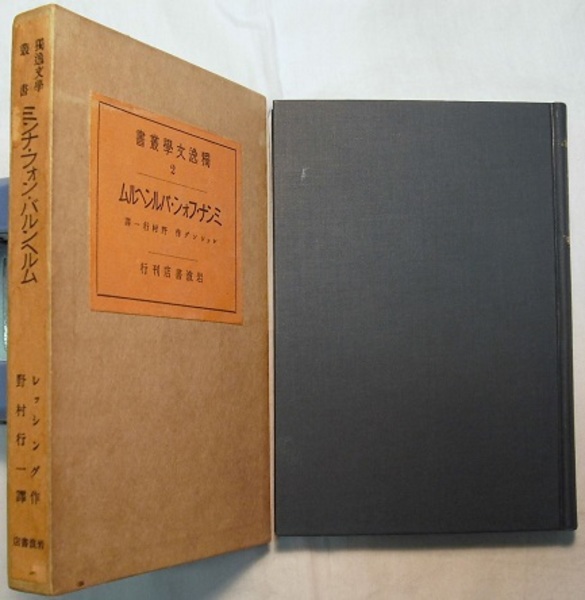 獨逸文學
叢書
ミンナ・フォン・バルンヘルム
レッシング作
野村行一譯
岩波書店
書叢學文逸獨
2
ムルヘンルバ・ンォフ・ナンミ
レッシング作 野村行一譯
行刊店書波岩